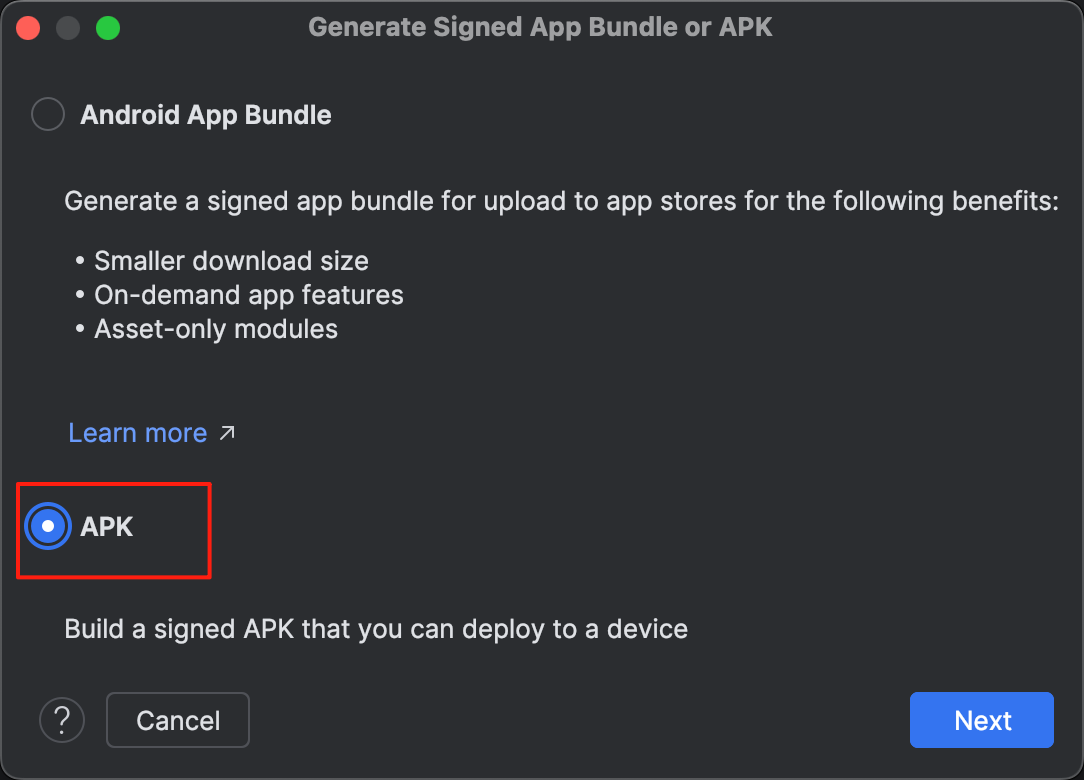 Generate Signed App Bundle or APK
Android App Bundle
Generate a signed app bundle for upload to app stores for the following benefits:
• Smaller download size
• On-demand app features
• Asset-only modules
Learn more ↗
APK
Build a signed APK that you can deploy to a device
? Cancel Next